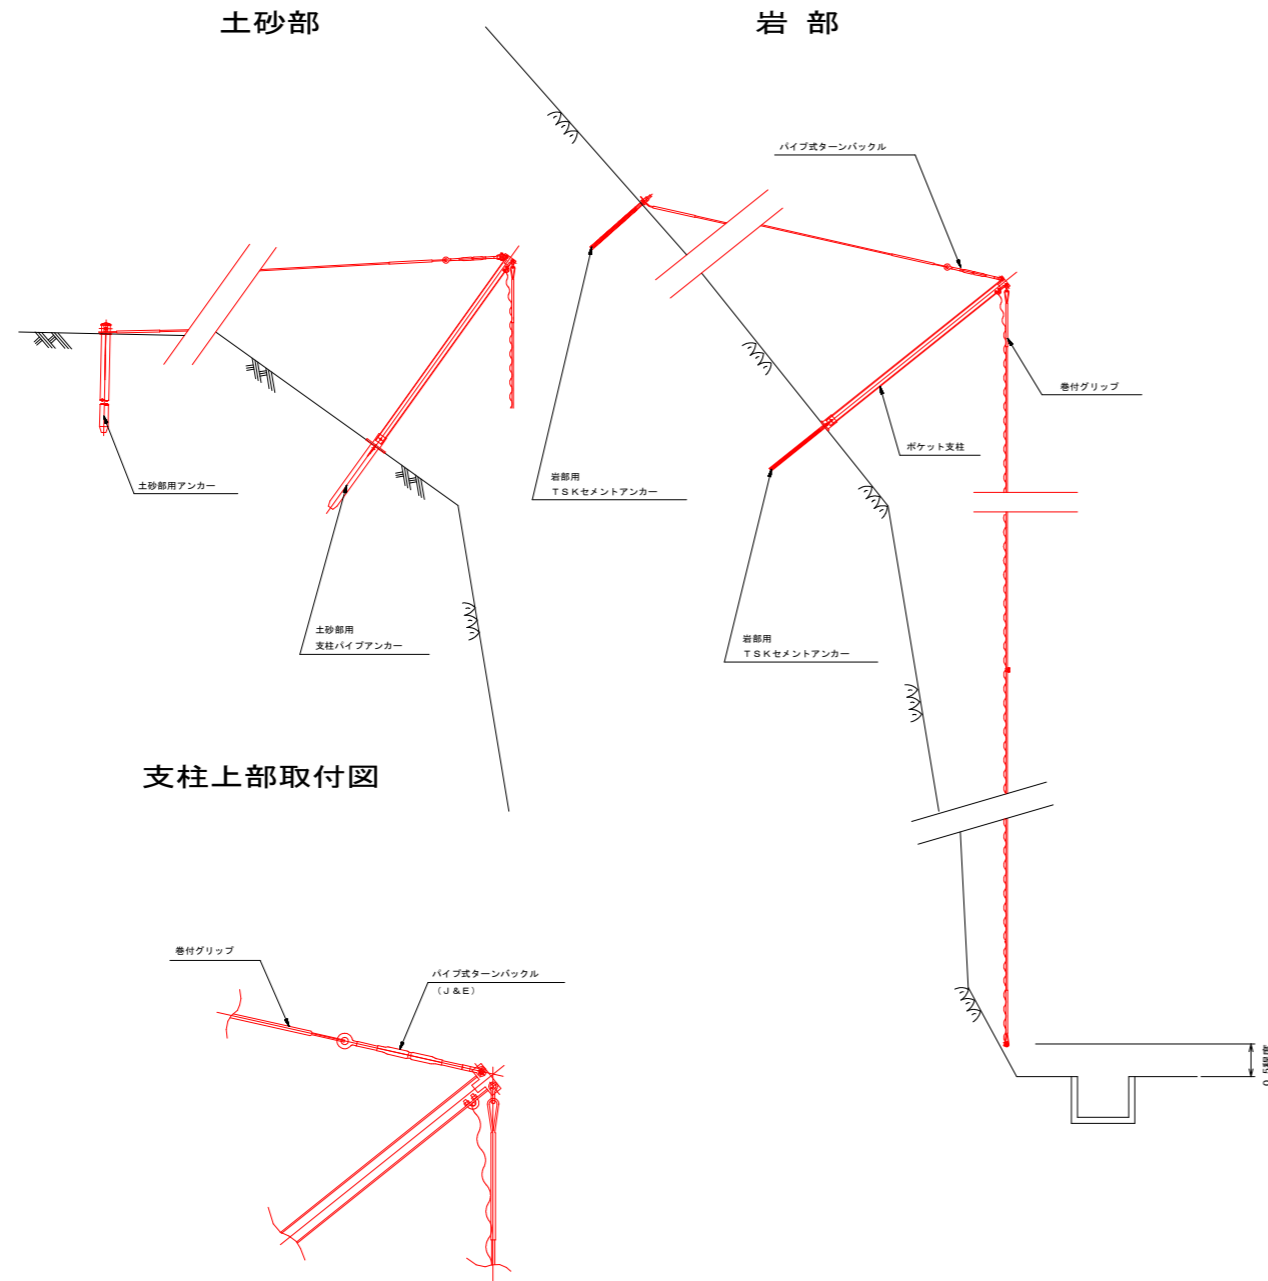 土砂部
岩 部
パイプ式ターンバックル
巻付グリップ
ポケット支柱
土砂部用アンカー
岩部用
TSKセメントアンカー
土砂部用
支柱パイプアンカー
岩部用
TSKセメントアンカー
支柱上部取付図
巻付グリップ
パイプ式ターンバックル
(J&E)
0.5程度